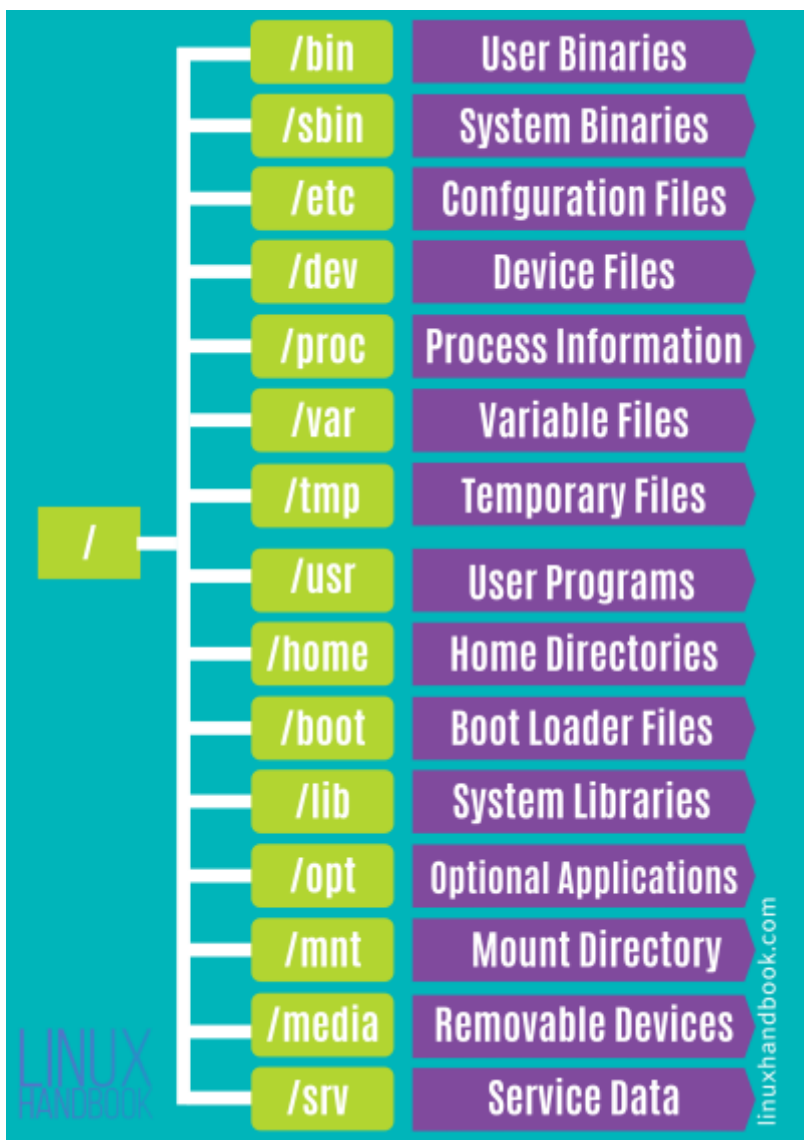 /
/bin User Binaries
/sbin System Binaries
/etc Confguration Files
/dev Device Files
/proc Process Information
/var Variable Files
/tmp Temporary Files
/usr User Programs
/home Home Directories
/boot Boot Loader Files
/lib System Libraries
/opt Optional Applications
/mnt Mount Directory
/media Removable Devices
/srv Service Data
LINUX
HANDBOOK
linuxhandbook.com